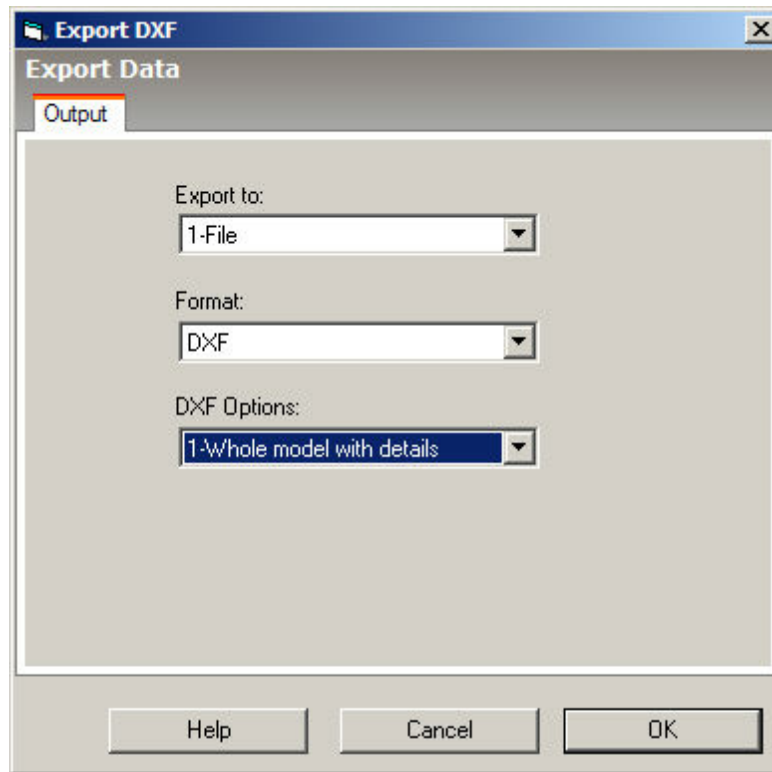 Export DXF
Export Data
Output
Export to:
1-File
Format:
DXF
DXF Options:
1-Whole model with details
Help Cancel OK